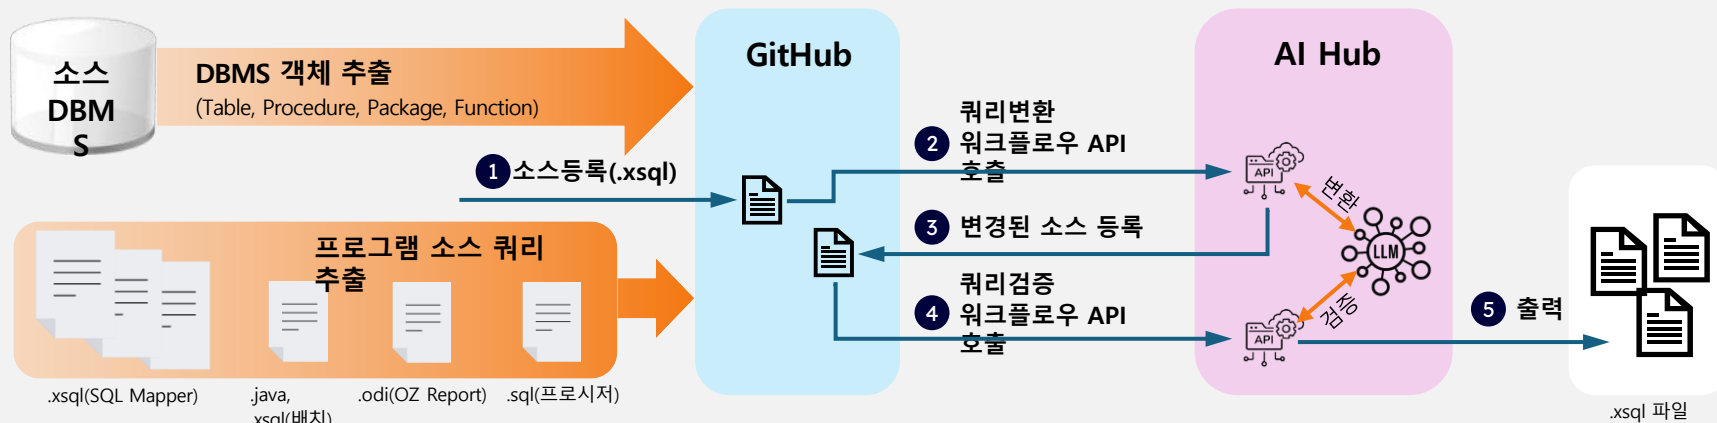 소스
DBM
S
DBMS 객체 추출
(Table, Procedure, Package, Function)
GitHub
AI Hub
1 소스등록(.xsql)
2 쿼리변환
워크플로우 API
호출
API
변환
3 변경된 소스 등록
LLM
프로그램 소스 쿼리
추출
4 쿼리검증
워크플로우 API
호출
검증
API
5 출력
.xsql(SQL Mapper)
.java,
xsql(배치)
.odi(OZ Report)
.sql(프로시저)
.xsql 파일